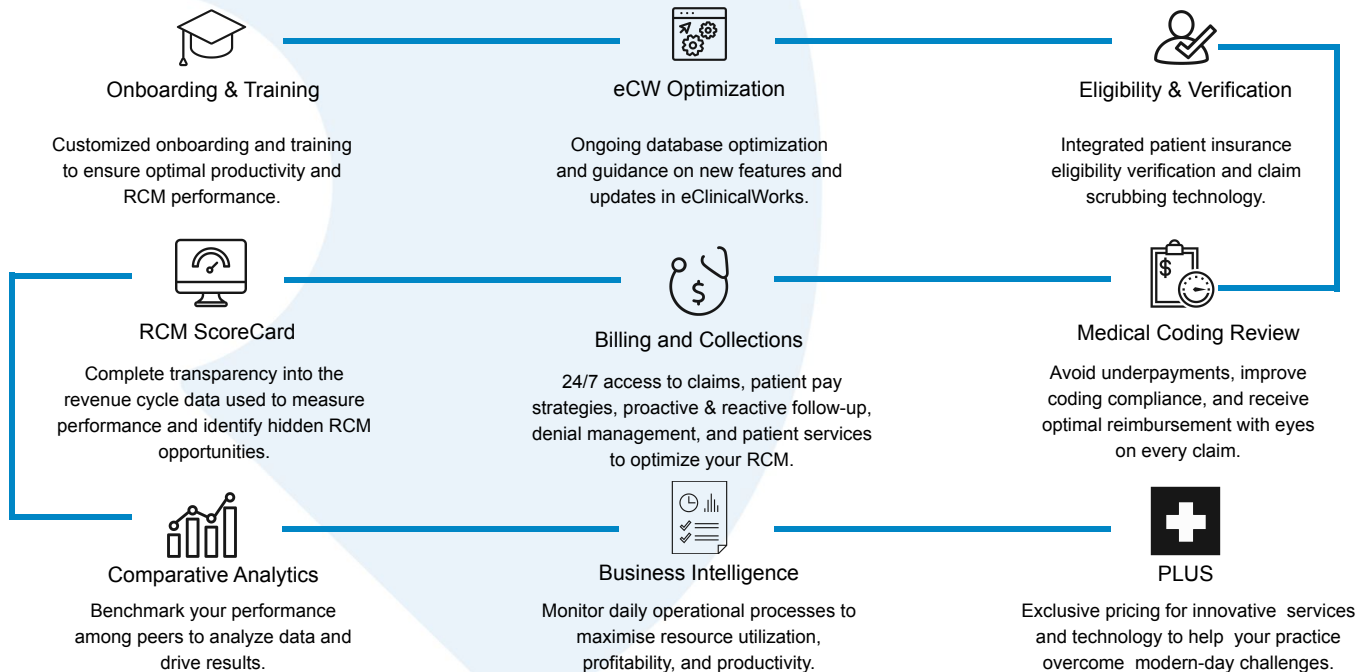 Onboarding & Training
Customized onboarding and training
to ensure optimal productivity and
RCM performance.
eCW Optimization
Ongoing database optimization
and guidance on new features and
updates in eClinicalWorks.
Eligibility & Verification
Integrated patient insurance
eligibility verification and claim
scrubbing technology.
$
Medical Coding Review
Avoid underpayments, improve
coding compliance, and receive
optimal reimbursement with eyes
on every claim.
$
Billing and Collections
24/7 access to claims, patient pay
strategies, proactive & reactive follow-up,
denial management, and patient services
to optimize your RCM.
RCM ScoreCard
Complete transparency into the
revenue cycle data used to measure
performance and identify hidden RCM
opportunities.
Comparative Analytics
Benchmark your performance
among peers to analyze data and
drive results.
Business Intelligence
Monitor daily operational processes to
maximise resource utilization,
profitability, and productivity.
PLUS
Exclusive pricing for innovative services
and technology to help your practice
overcome modern-day challenges.